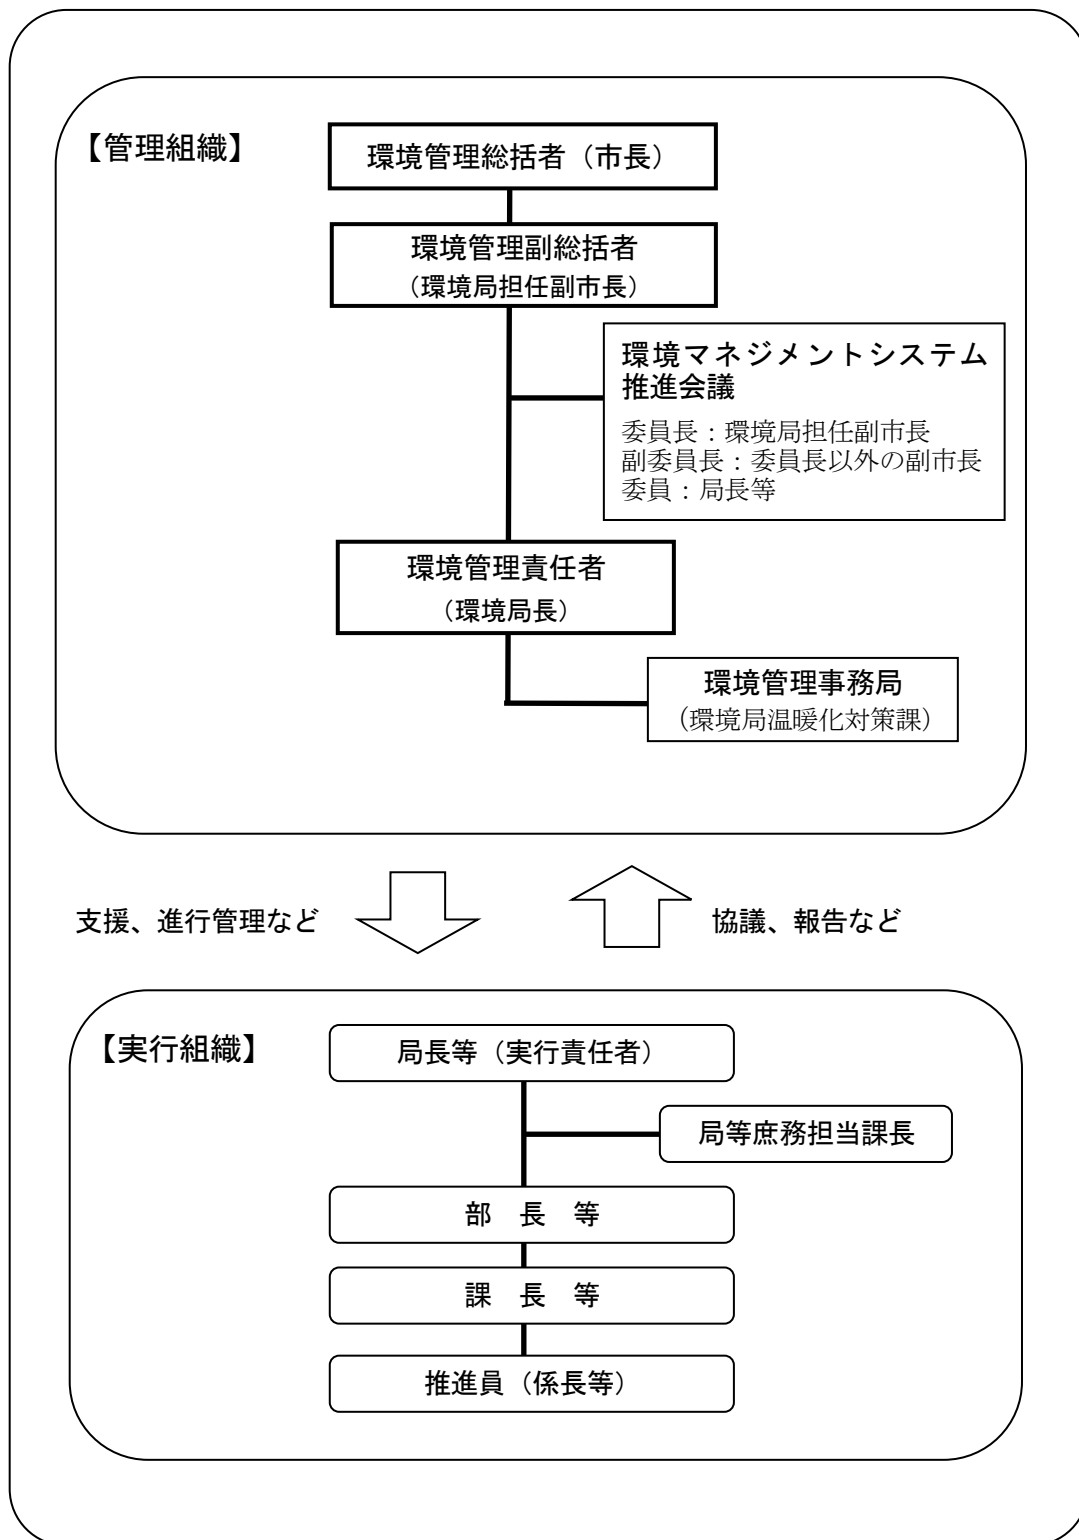 【管理組織】
環境管理総括者（市長）
環境管理副総括者
（環境局担任副市長）
環境マネジメントシステム
推進会議
委員長：環境局担任副市長
副委員長：委員長以外の副市長
委員：局長等
環境管理責任者
（環境局長）
環境管理事務局
（環境局温暖化対策課）
支援、進行管理など
協議、報告など
【実行組織】
局長等（実行責任者）
局等庶務担当課長
部　長　等
課　長　等
推進員（係長等）